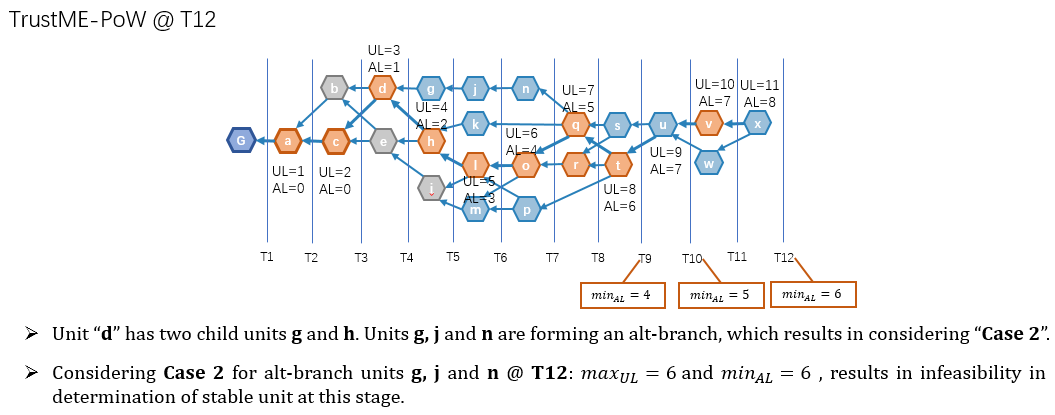 TrustME-PoW @ T12
UL=3
AL=1
b
d
g
j
n
UL=7
AL=5
UL=10
AL=7
UL=11
AL=8
UL=4
AL=2
k
UL=6
AL=4
q
s
u
v
x
G
a
c
e
h
UL=9
AL=7
l
o
r
t
w
UL=1
AL=0
UL=2
AL=0
i
UL=5
AL=3
m
p
UL=8
AL=6
T1 T2 T3 T4 T5 T6 T7 T8 T9 T10 T11 T12
min_AL = 4
min_AL = 5
min_AL = 6
➢ Unit “d” has two child units g and h. Units g, j and n are forming an alt-branch, which results in considering “Case 2”.
➢ Considering Case 2 for alt-branch units g, j and n @ T12: max_UL = 6 and min_AL = 6 , results in infeasibility in
determination of stable unit at this stage.